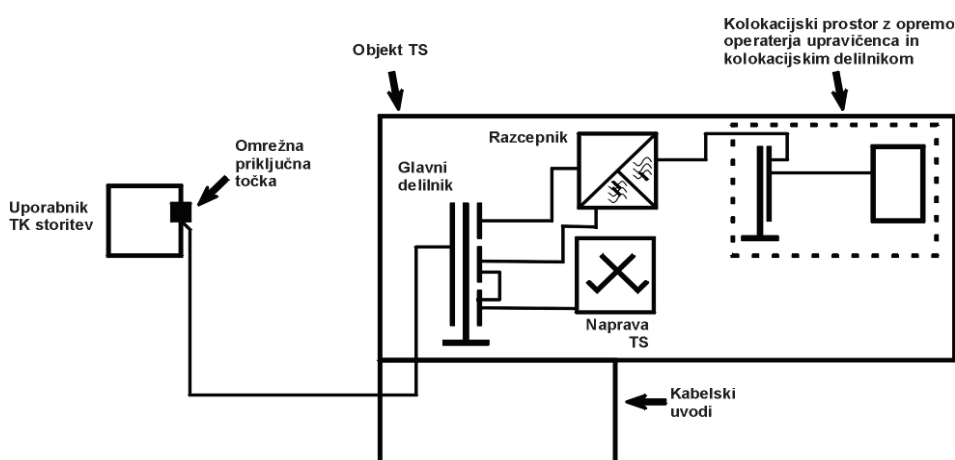 Kolokacijski prostor z opremo
operaterja upravičenca in
kolokacijskim delilnikom
Objekt TS
Razcepnik
Omrežna
priključna
točka
Glavni
delilnik
Uporabnik
TK storitev
Naprava
TS
Kabelski
uvodi